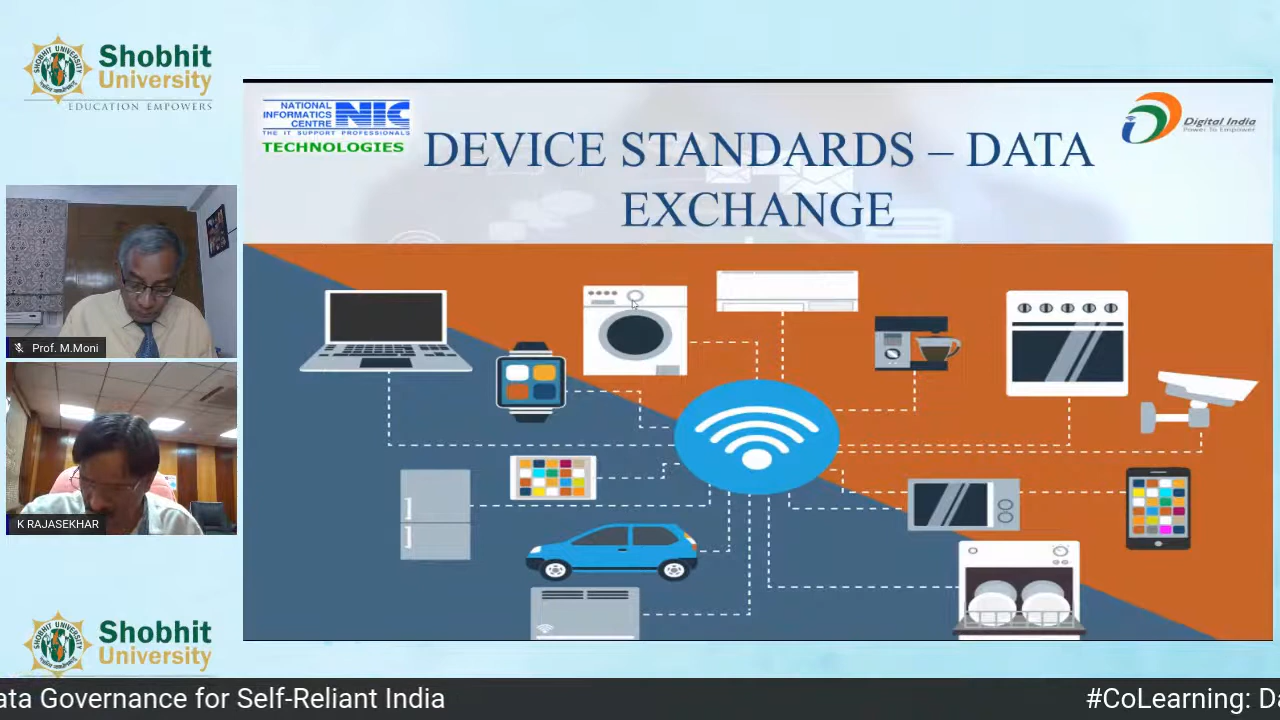 Shobhit
University
EDUCATION EMPOWERS
NATIONAL
INFORMATICS
CENTRE
NIC
THE IT SUPPORT PROFESSIONALS
TECHNOLOGIES
DEVICE STANDARDS – DATA
EXCHANGE
Digital India
Power To Empower
Prof. M.Moni
K RAJASEKHAR
Shobhit
University
ata Governance for Self-Reliant India
#CoLearning: Da